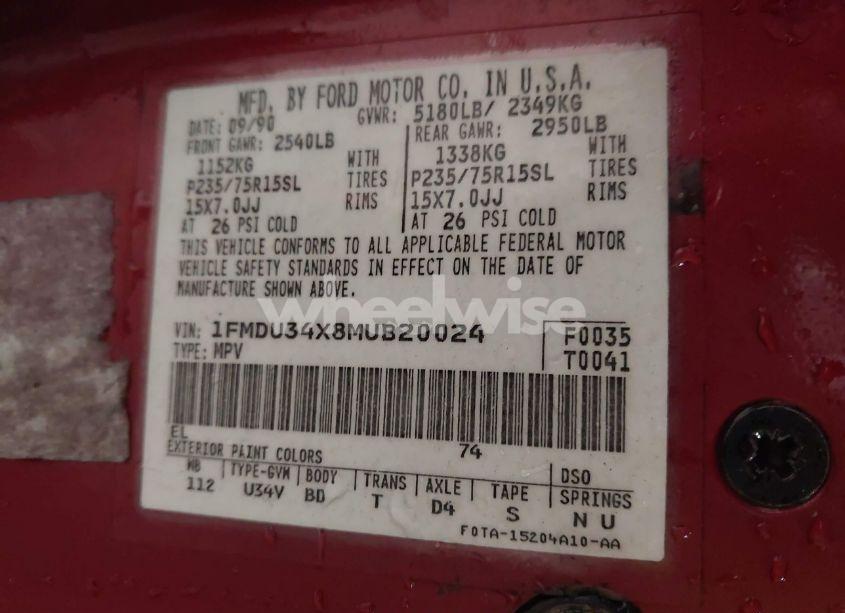 MFD. BY FORD MOTOR CO. IN U.S.A.
DATE: 09/90 GVWR: 5180LB/ 2349KG
FRONT GAWR: 2540LB REAR GAWR: 2950LB
1152KG WITH 1338KG WITH
P235/75R15SL TIRES P235/75R15SL TIRES
15X7.0JJ RIMS 15X7.0JJ RIMS
AT 26 PSI COLD AT 26 PSI COLD
THIS VEHICLE CONFORMS TO ALL APPLICABLE FEDERAL MOTOR
VEHICLE SAFETY STANDARDS IN EFFECT ON THE DATE OF
MANUFACTURE SHOWN ABOVE.
wheelwise
VIN: 1FMDU34X8MUB20024 F0035
TYPE: MPV T0041
EL 74
EXTERIOR PAINT COLORS DSO
WB TYPE-GVM BODY TRANS AXLE TAPE SPRINGS
112 U34V BD T D4 S N U
F0TA-15204A10-AA